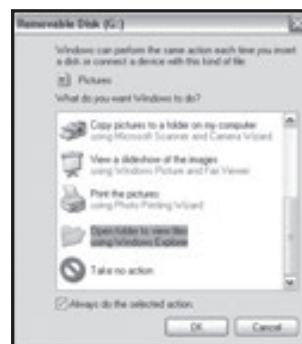 Removable Disk (G:)
Windows can perform the same action each time you insert
a disk or connect a device with this kind of file:
Pictures
What do you want Windows to do?
Copy pictures to a folder on my computer
using Microsoft Scanner and Camera Wizard
View a slideshow of the images
using Windows Picture and Fax Viewer
Print the pictures
using Photo Printing Wizard
Open folder to view files
using Windows Explorer
Take no action
Always do the selected action.
OK
Cancel